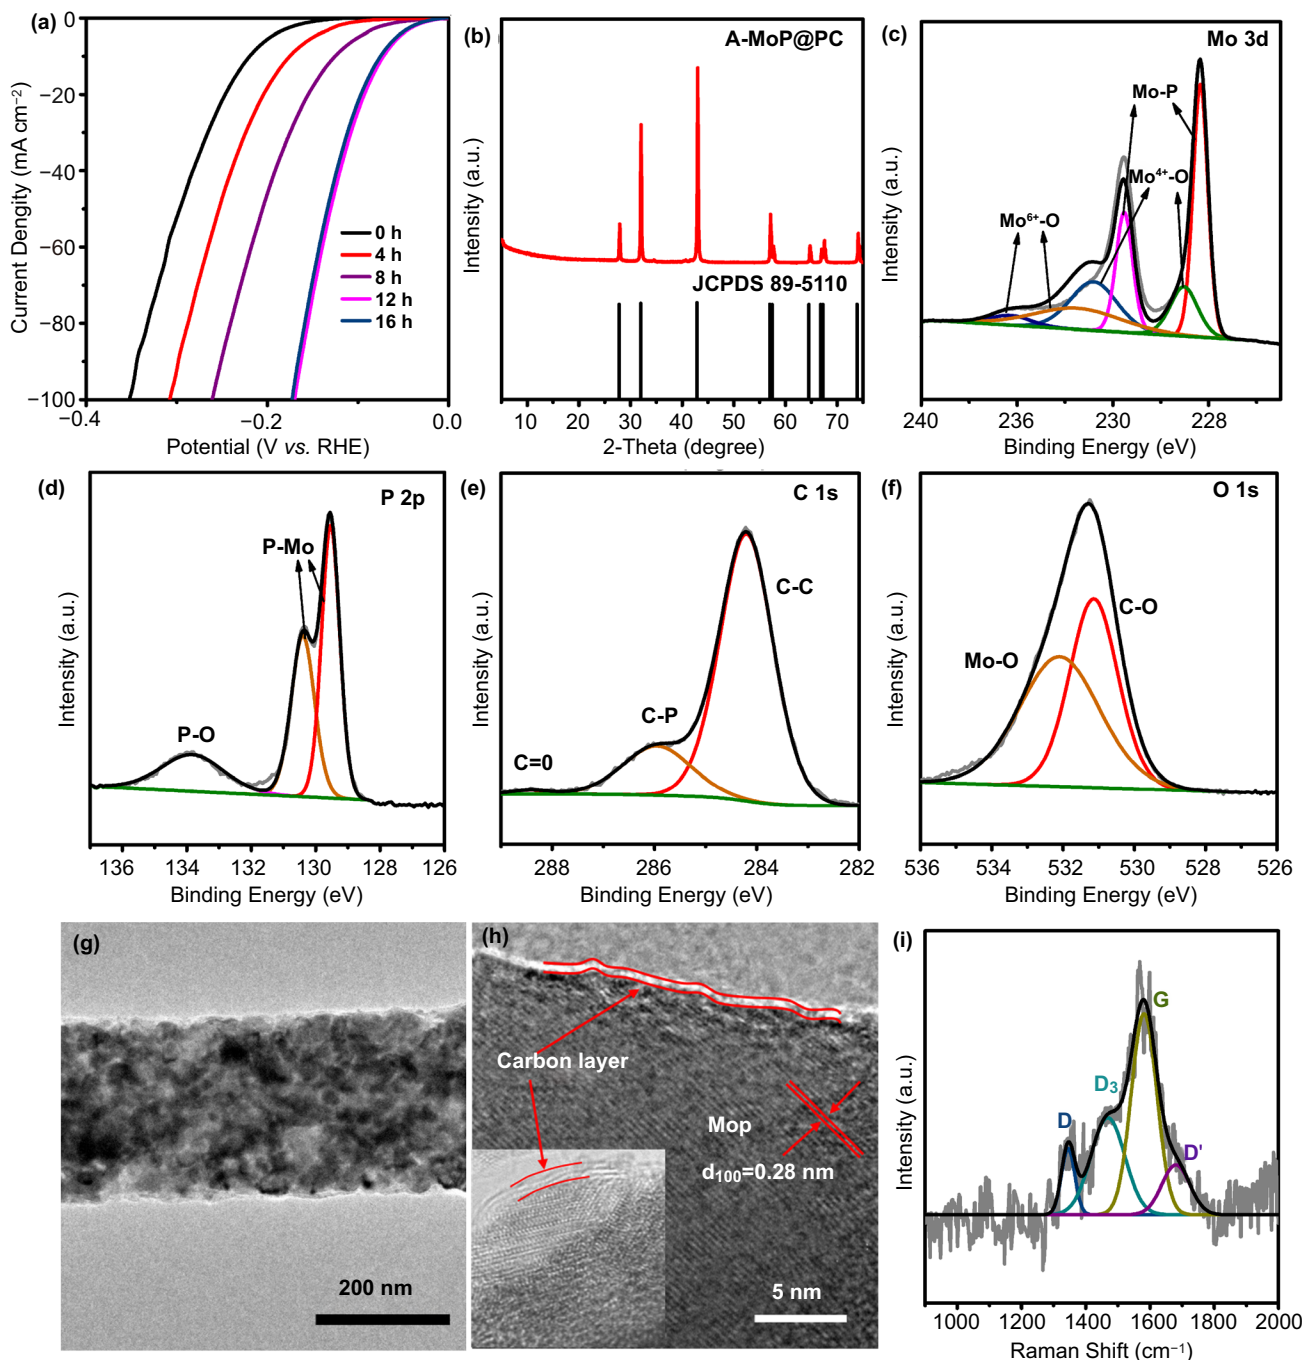 (a)
0
−20
−40
−60
−80
−100
−0.4
−0.2
0.0
Current Dengity (mA cm⁻²)
Potential (V vs. RHE)
0 h
4 h
8 h
12 h
16 h
(b)
A-MoP@PC
JCPDS 89-5110
Intensity (a.u.)
10 20 30 40 50 60 70
2-Theta (degree)
(c)
Mo 3d
Mo-P
Mo⁴⁺-O
Mo⁶⁺-O
Intensity (a.u.)
240 236 230 228
Binding Energy (eV)
(d)
P 2p
P-Mo
P-O
Intensity (a.u.)
136 134 132 130 128 126
Binding Energy (eV)
(e)
C 1s
C-C
C-P
C=0
Intensity (a.u.)
288 286 284 282
Binding Energy (eV)
(f)
O 1s
C-O
Mo-O
Intensity (a.u.)
536 532 530 528 526
Binding Energy (eV)
(g)
200 nm
(h)
Carbon layer
Mop
d₁₀₀=0.28 nm
5 nm
(i)
G
D₃
D
D'
Intensity (a.u.)
1000 1200 1400 1600 1800 2000
Raman Shift (cm⁻¹)